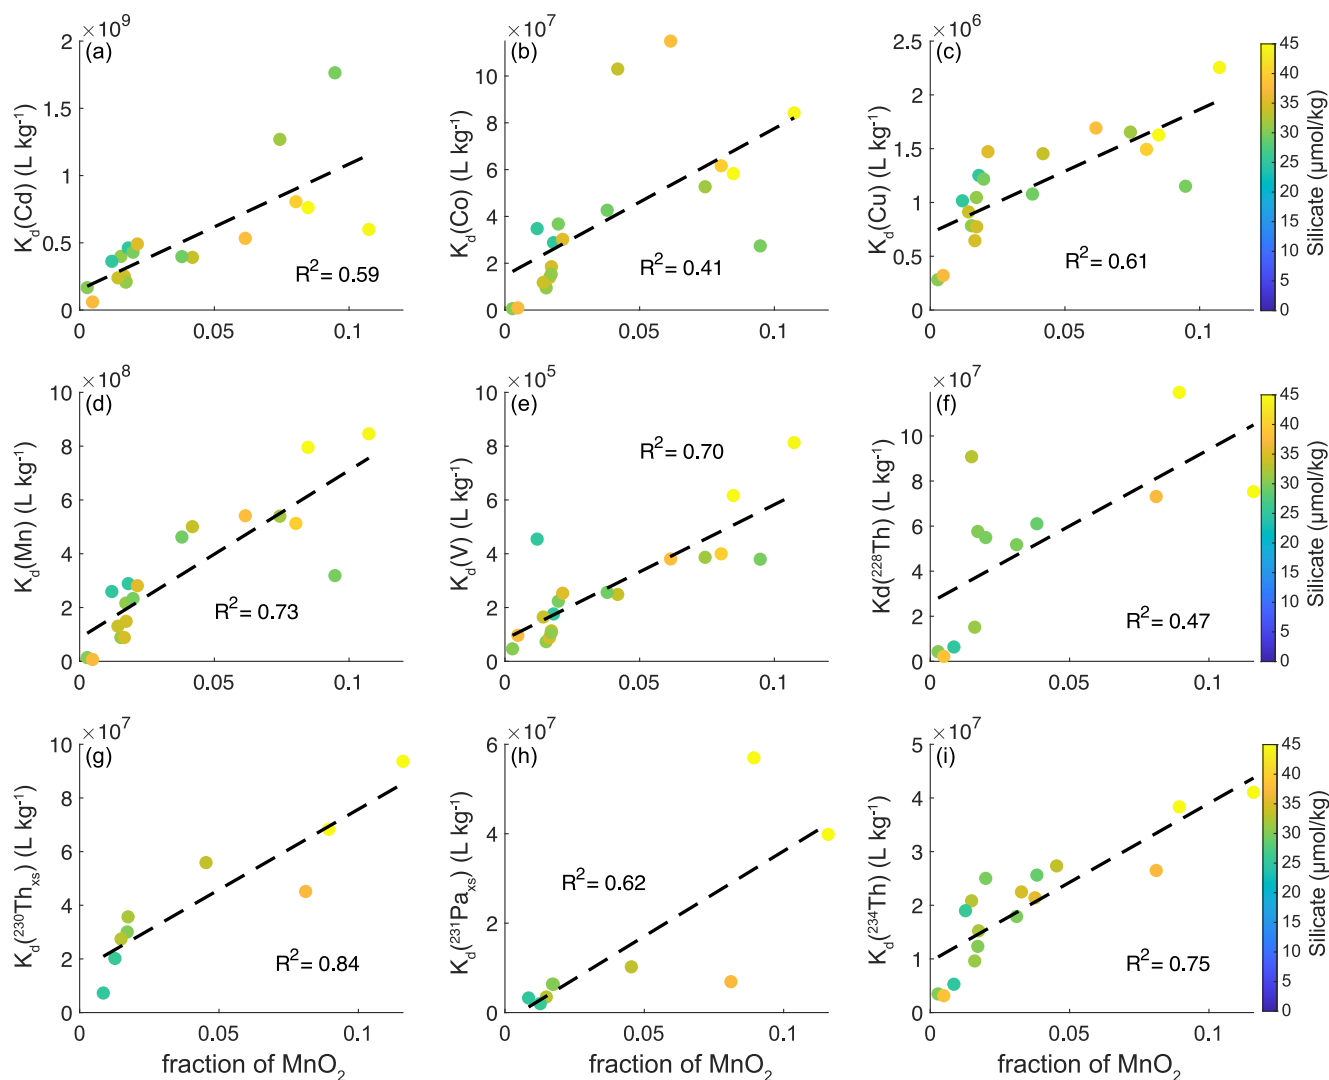 ×10⁹
(a)
K_d(Cd) (L kg⁻¹)
2
1.5
1
0.5
0
R² = 0.59
0 0.05 0.1
×10⁷
(b)
K_d(Co) (L kg⁻¹)
10
8
6
4
2
0
R² = 0.41
0 0.05 0.1
×10⁶
(c)
K_d(Cu) (L kg⁻¹)
2.5
2
1.5
1
0.5
0
R² = 0.61
0 0.05 0.1
45
40
35
30
25
20
15
10
5
0
Silicate (μmol/kg)
×10⁸
(d)
K_d(Mn) (L kg⁻¹)
10
8
6
4
2
0
R² = 0.73
0 0.05 0.1
×10⁵
(e)
K_d(V) (L kg⁻¹)
10
8
6
4
2
0
R² = 0.70
0 0.05 0.1
×10⁷
(f)
Kd(²²⁸Th) (L kg⁻¹)
10
8
6
4
2
0
R² = 0.47
0 0.05 0.1
45
40
35
30
25
20
15
10
5
0
Silicate (μmol/kg)
×10⁷
(g)
K_d(²³⁰Th_xs) (L kg⁻¹)
10
8
6
4
2
0
R² = 0.84
0 0.05 0.1
fraction of MnO₂
×10⁷
(h)
K_d(²³¹Pa_xs) (L kg⁻¹)
6
4
2
0
R² = 0.62
0 0.05 0.1
fraction of MnO₂
×10⁷
(i)
K_d(²³⁴Th) (L kg⁻¹)
5
4
3
2
1
0
R² = 0.75
0 0.05 0.1
fraction of MnO₂
45
40
35
30
25
20
15
10
5
0
Silicate (μmol/kg)